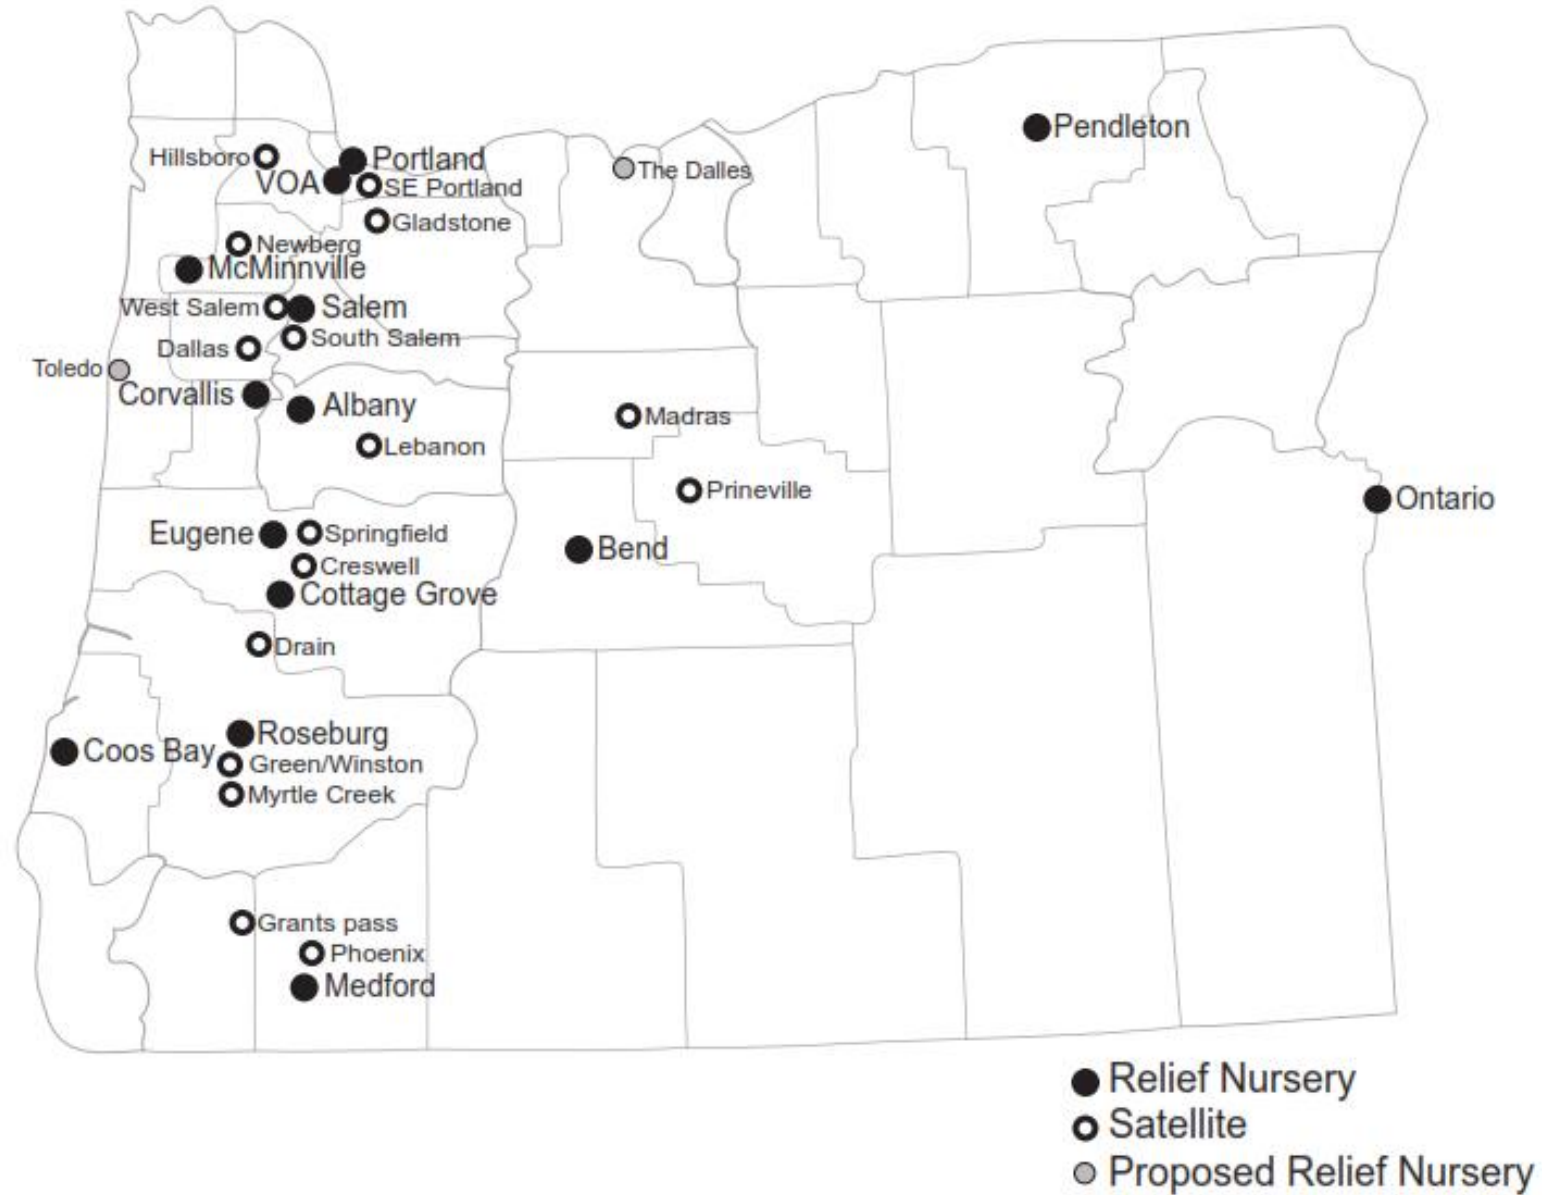 Pendleton
Hillsboro
Portland
The Dalles
VOA
SE Portland
Gladstone
Newberg
McMinnville
West Salem
Salem
South Salem
Dallas
Toledo
Corvallis
Albany
Madras
Lebanon
Prineville
Ontario
Eugene
Springfield
Bend
Creswell
Cottage Grove
Drain
Roseburg
Coos Bay
Green/Winston
Myrtle Creek
Grants pass
Phoenix
Medford
Relief Nursery
Satellite
Proposed Relief Nursery